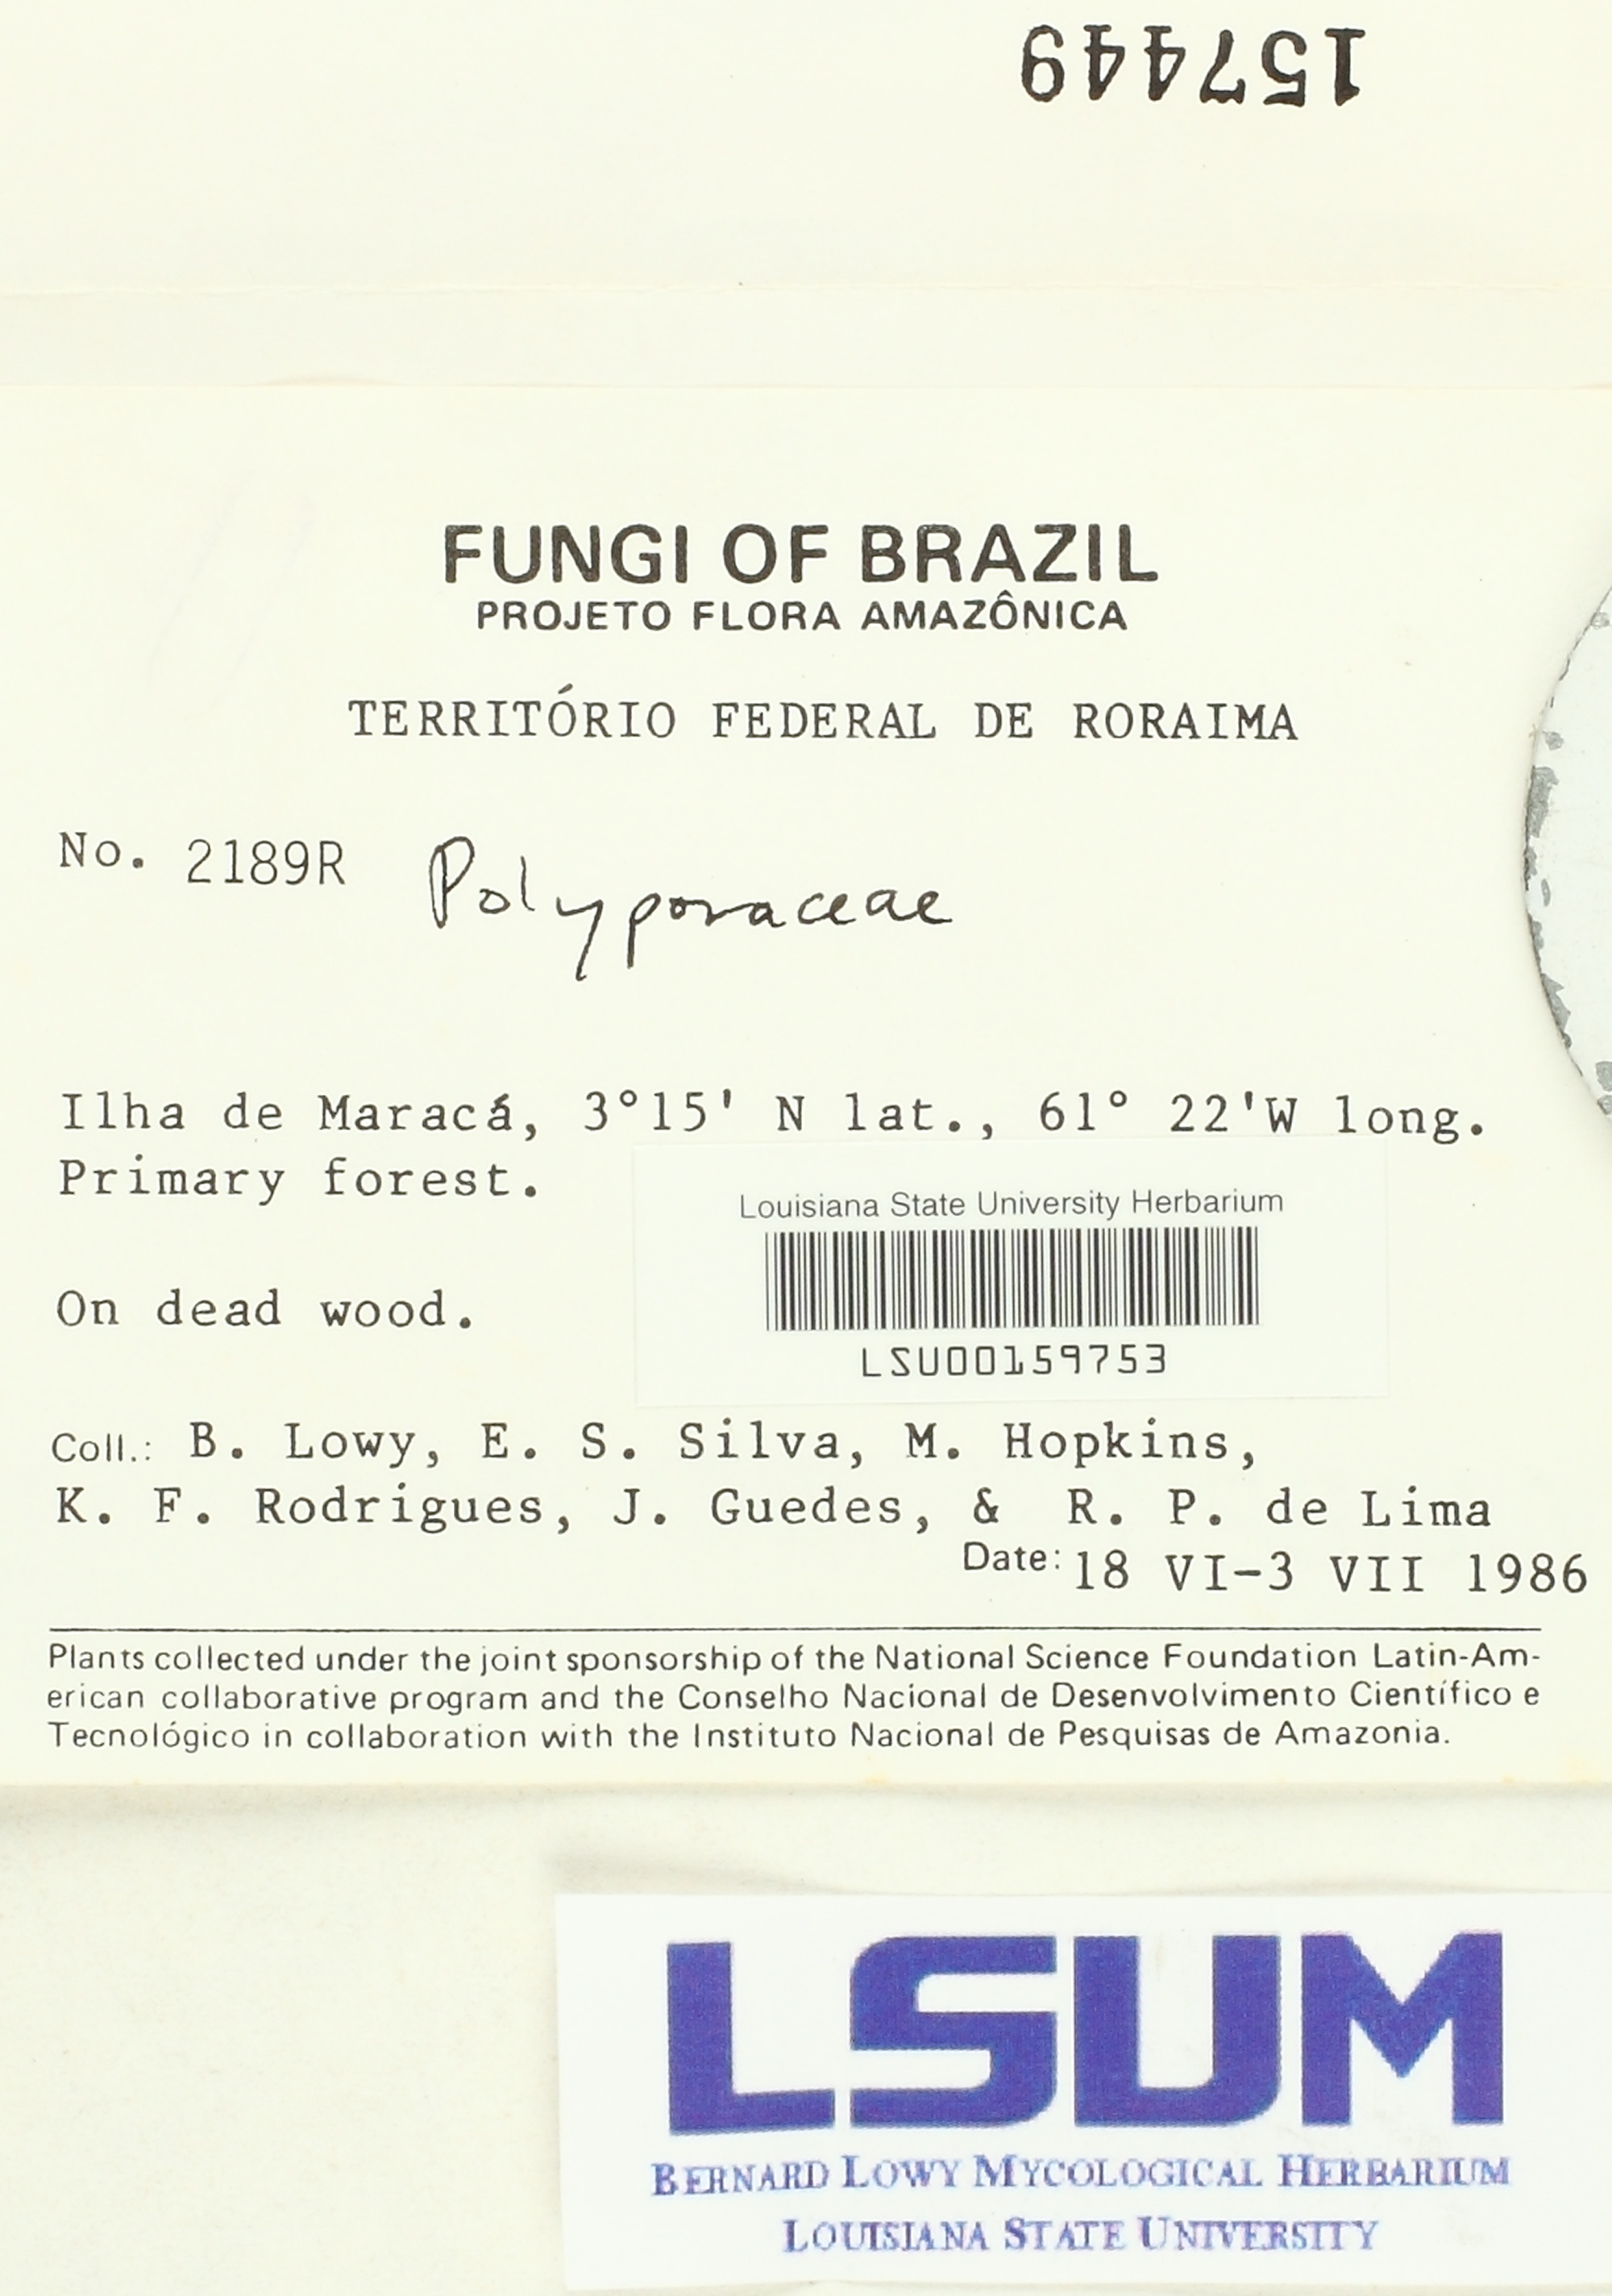 157449
FUNGI OF BRAZIL
PROJETO FLORA AMAZÔNICA
TERRITÓRIO FEDERAL DE RORAIMA
No. 2189R Polyporaceae
Ilha de Maracá, 3°15' N lat., 61° 22'W long.
Primary forest.
Louisiana State University Herbarium
On dead wood.
LSU00159753
Coll.: B. Lowy, E. S. Silva, M. Hopkins,
K. F. Rodrigues, J. Guedes, & R. P. de Lima
Date: 18 VI-3 VII 1986
Plants collected under the joint sponsorship of the National Science Foundation Latin-Am-
erican collaborative program and the Conselho Nacional de Desenvolvimento Científico e
Tecnológico in collaboration with the Instituto Nacional de Pesquisas de Amazonia.
LSUM
BERNARD LOWY MYCOLOGICAL HERBARIUM
LOUISIANA STATE UNIVERSITY